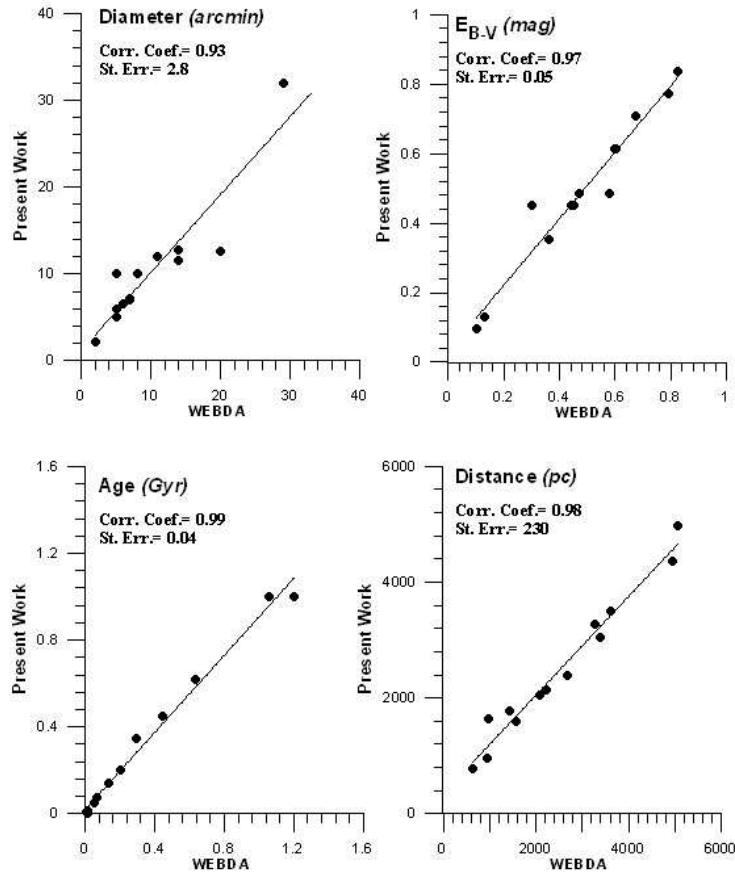 Diameter (arcmin)
Corr. Coef.= 0.93
St. Err.= 2.8
40
30
20
10
0
Present Work
0 10 20 30 40
WEBDA
E B-V (mag)
Corr. Coef.= 0.97
St. Err.= 0.05
1
0.8
0.6
0.4
0.2
0
Present Work
0 0.2 0.4 0.6 0.8 1
WEBDA
Age (Gyr)
Corr. Coef.= 0.99
St. Err.= 0.04
1.6
1.2
0.8
0.4
0
Present Work
0 0.4 0.8 1.2 1.6
WEBDA
Distance (pc)
Corr. Coef.= 0.98
St. Err.= 230
6000
4000
2000
0
Present Work
0 2000 4000 6000
WEBDA